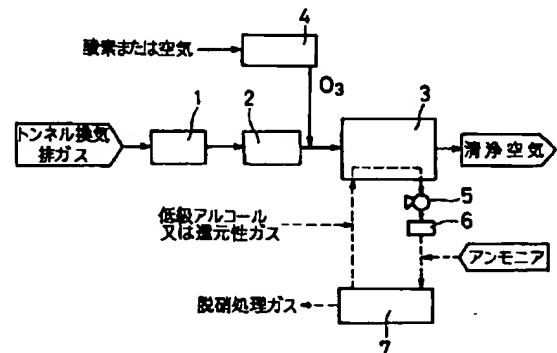 4
酸素または空気
O3
1
2
3
トンネル換気
排ガス
清浄空気
5
6
低級アルコール
又は還元性ガス
アンモニア
脱硝処理ガス
7